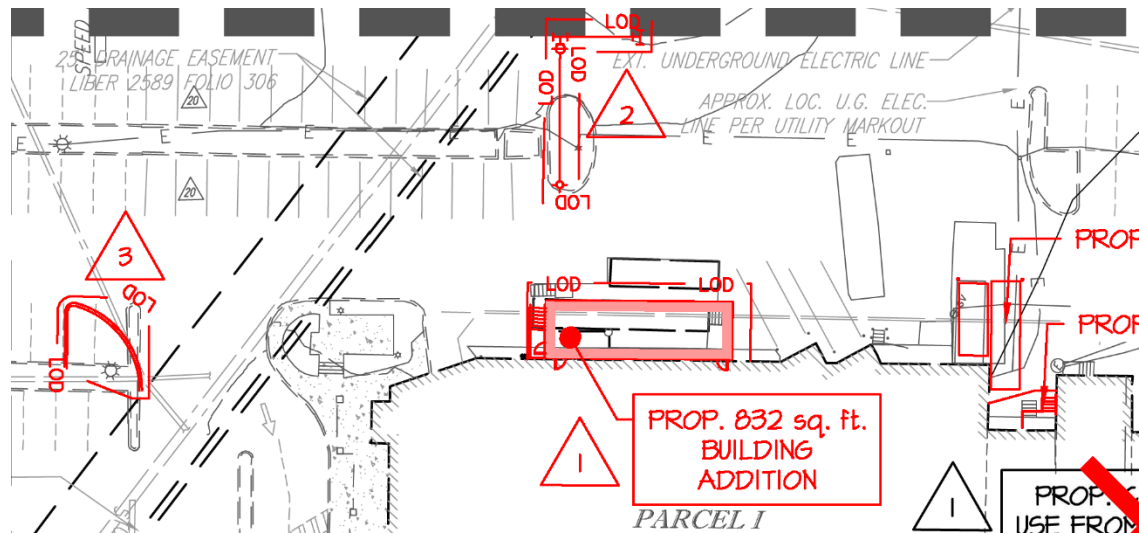 LOD
SPEED
25' DRAINAGE EASEMENT
LIBER 2589 FOLIO 306
EXT. UNDERGROUND ELECTRIC LINE
LOD
LOD
LOD
20
2
APPROX. LOC. U.G. ELEC.
LINE PER UTILITY MARKOUT
E
E
E
E
E
E
E
20
LOD
3
PROP
E
LOD
LOD
LOD
PROP
LOD
PROP. 832 sq. ft.
BUILDING
ADDITION
1
1
PROP.
USE FROM
PARCEL I